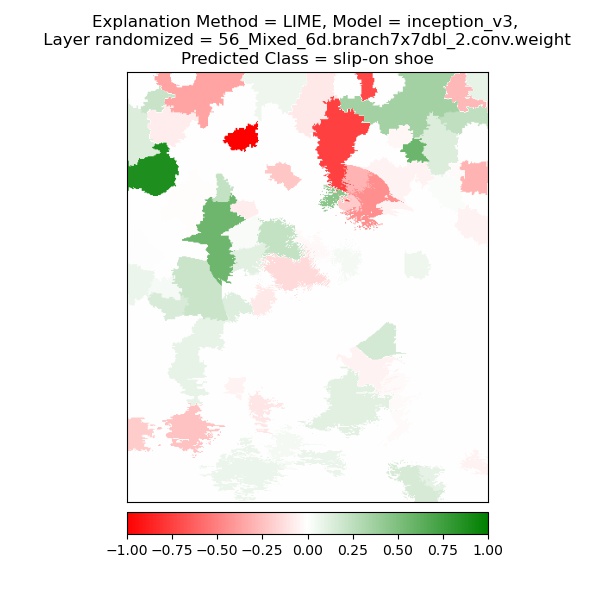 Explanation Method = LIME, Model = inception_v3,
Layer randomized = 56_Mixed_6d.branch7x7dbl_2.conv.weight
Predicted Class = slip-on shoe
−1.00 −0.75 −0.50 −0.25 0.00 0.25 0.50 0.75 1.00